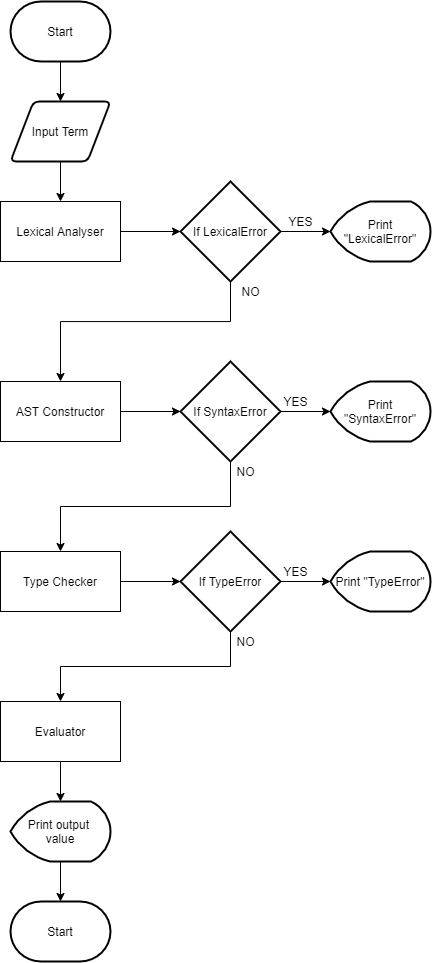 Start
Input Term
Lexical Analyser
If LexicalError
YES
Print
"LexicalError"
NO
AST Constructor
If SyntaxError
YES
Print
"SyntaxError"
NO
Type Checker
If TypeError
YES
Print "TypeError"
NO
Evaluator
Print output
value
Start